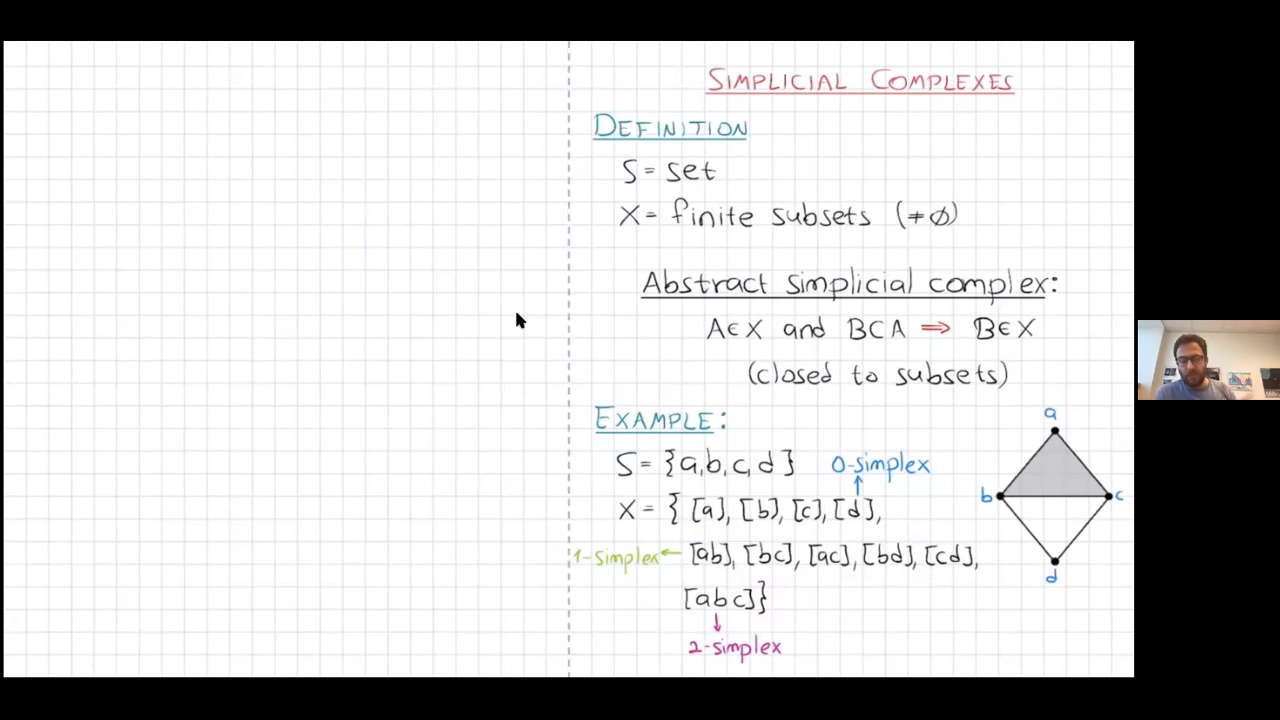 SIMPLICIAL COMPLEXES
DEFINITION
S = set
X = finite subsets (≠∅)
Abstract simplicial complex:
A∈X and B⊂A ⇒ B∈X
(closed to subsets)
EXAMPLE:
S = {a,b,c,d}
0-simplex
X = { [a], [b], [c], [d],
1-simplex ← [ab], [bc], [ac], [bd], [cd],
[abc]}
2-simplex
a
b
c
d